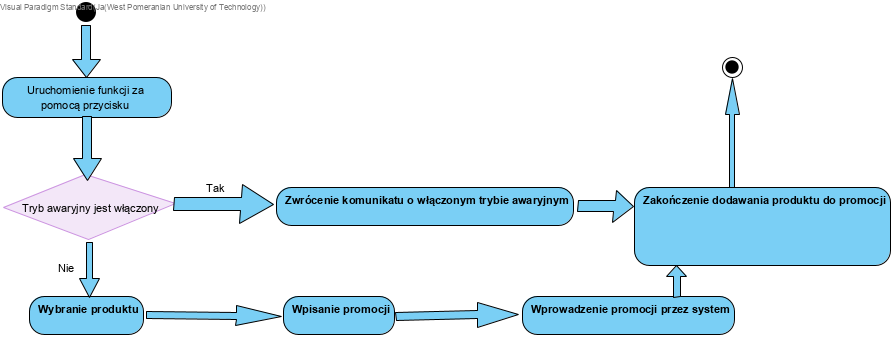 Visual Paradigm Standard(Ja(West Pomeranian University of Technology))
Uruchomienie funkcji za
pomocą przycisku
Tryb awaryjny jest włączony
Tak
Zwrócenie komunikatu o włączonym trybie awaryjnym
Zakończenie dodawania produktu do promocji
Nie
Wybranie produktu
Wpisanie promocji
Wprowadzenie promocji przez system